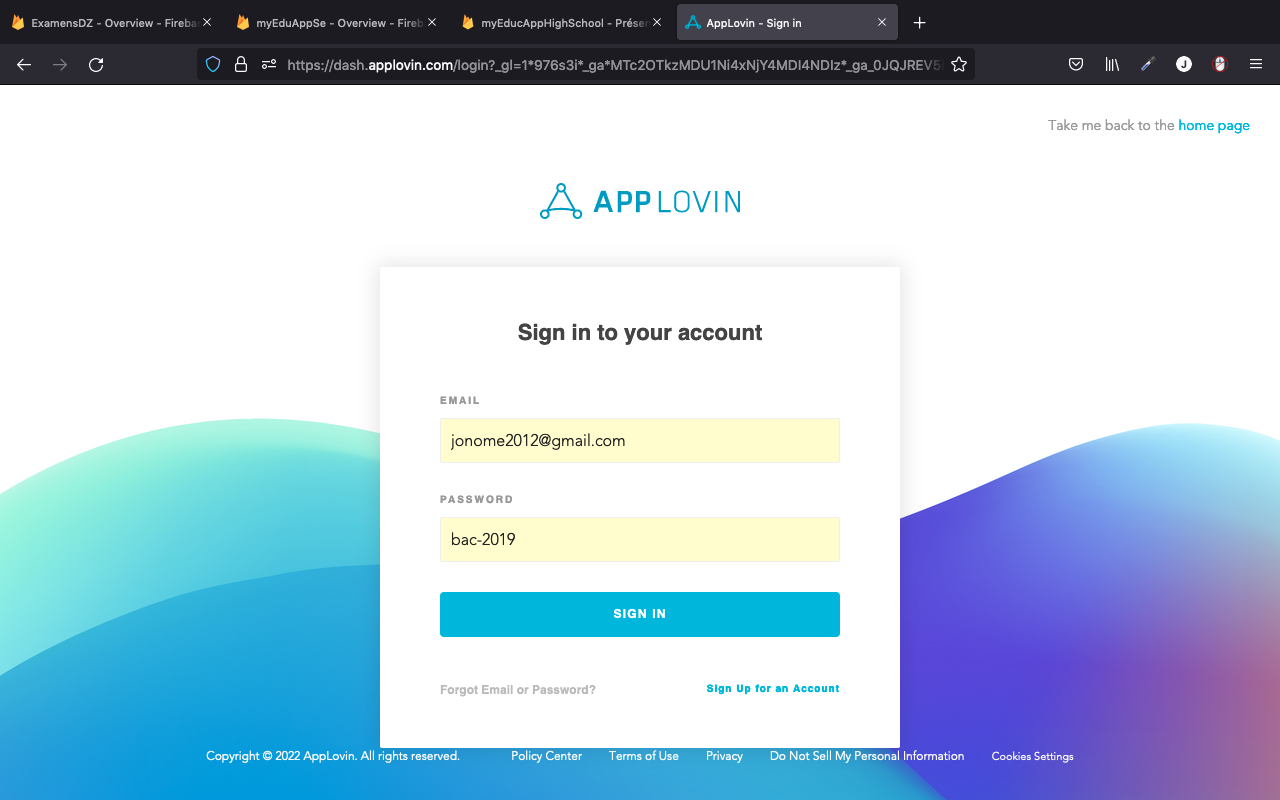 ExamensDZ - Overview - Fireba
myEduAppSe - Overview - Fireb
myEducAppHighSchool - Présen
AppLovin - Sign in
https://dash.applovin.com/login?_gl=1*976s3i*_ga*MTc2OTkzMDU1Ni4xNjY4MDI4NDIz*_ga_0JQJREV5
J
Take me back to the home page
APPLOVIN
Sign in to your account
EMAIL
jonome2012@gmail.com
PASSWORD
bac-2019
SIGN IN
Forgot Email or Password?
Sign Up for an Account
Copyright © 2022 AppLovin. All rights reserved.
Policy Center
Terms of Use
Privacy
Do Not Sell My Personal Information
Cookies Settings